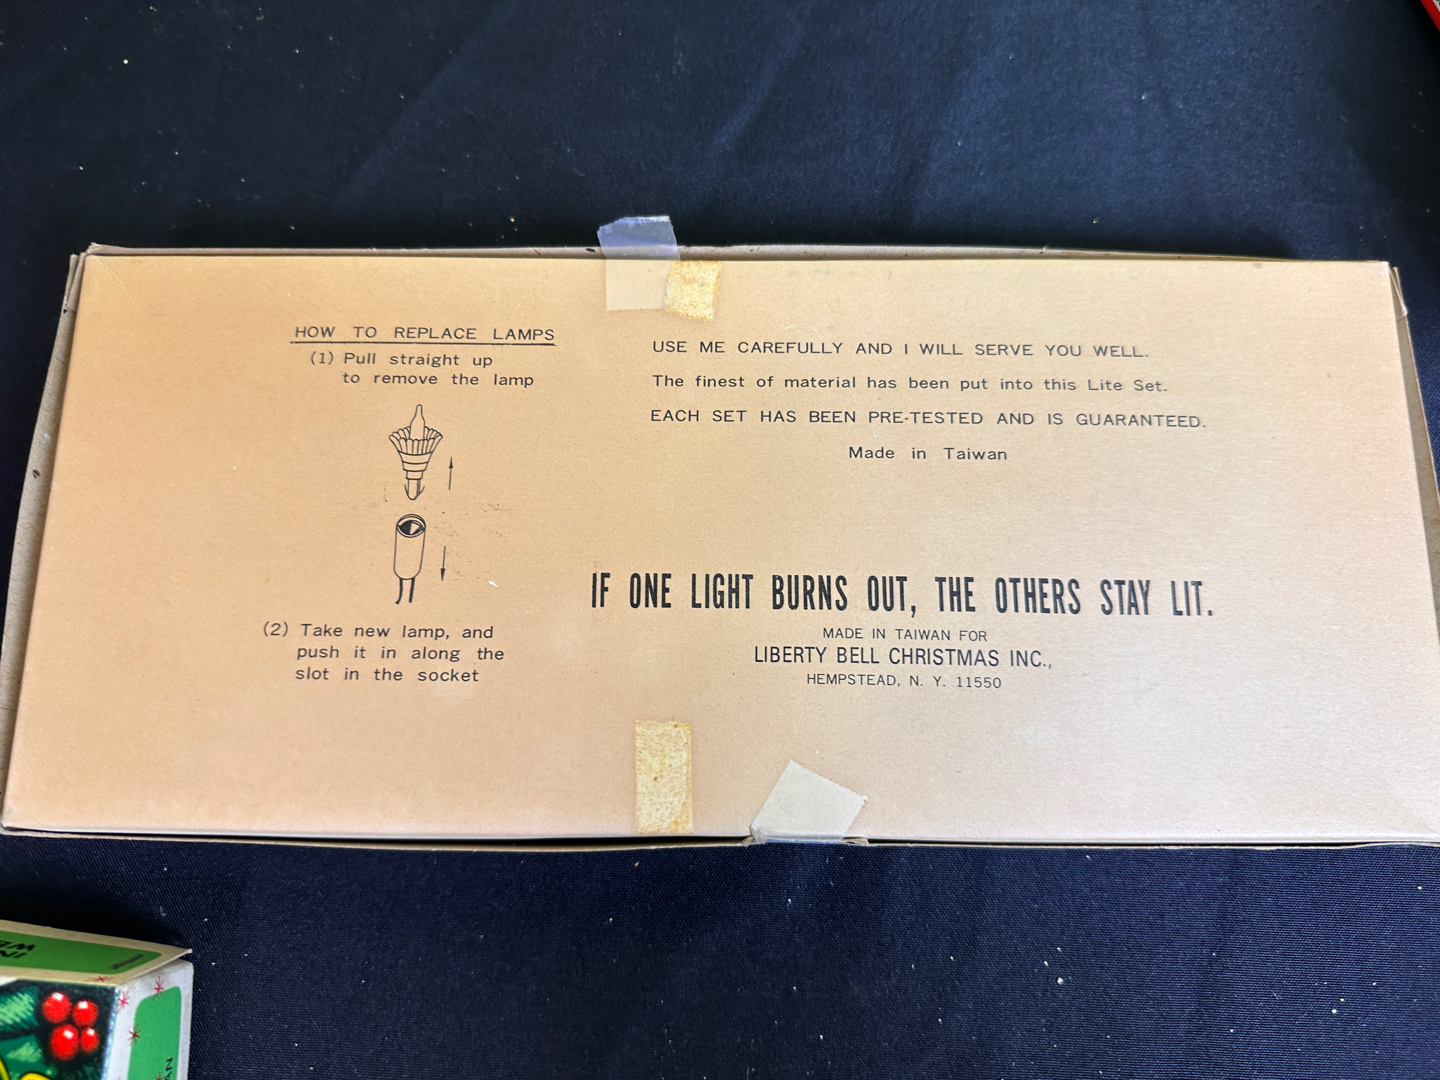 HOW TO REPLACE LAMPS
(1) Pull straight up
to remove the lamp
(2) Take new lamp, and
push it in along the
slot in the socket
USE ME CAREFULLY AND I WILL SERVE YOU WELL.
The finest of material has been put into this Lite Set.
EACH SET HAS BEEN PRE-TESTED AND IS GUARANTEED.
Made in Taiwan
IF ONE LIGHT BURNS OUT, THE OTHERS STAY LIT.
MADE IN TAIWAN FOR
LIBERTY BELL CHRISTMAS INC.,
HEMPSTEAD, N. Y. 11550